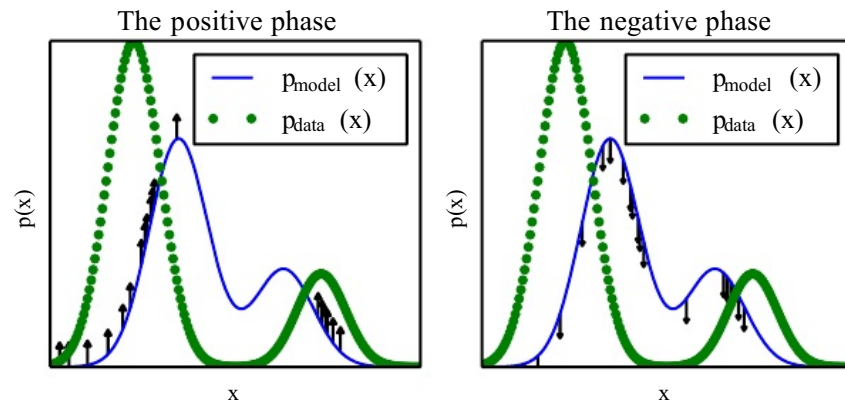 The positive phase
p(x)
pmodel (x)
pdata (x)
x
The negative phase
p(x)
pmodel (x)
pdata (x)
x